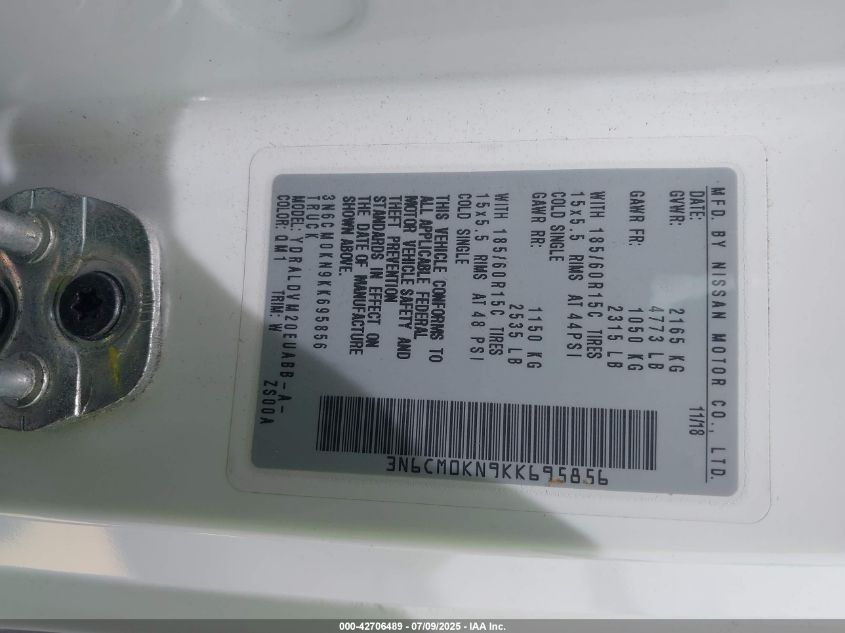 MFD. BY NISSAN MOTOR CO., LTD.
DATE: 11/18
GVWR: 2165 KG
4773 LB
GAWR FR: 1050 KG
2315 LB
WITH 185/60R15C TIRES
15x5.5 RIMS AT 44PSI
COLD SINGLE
GAWR RR: 1150 KG
2535 LB
WITH 185/60R15C TIRES
15x5.5 RIMS AT 48 PSI
COLD SINGLE
THIS VEHICLE CONFORMS TO
ALL APPLICABLE FEDERAL
MOTOR VEHICLE SAFETY AND
THEFT PREVENTION
STANDARDS IN EFFECT ON
THE DATE OF MANUFACTURE
SHOWN ABOVE.
3N6CM0KN9KK695856
TRUCK
MODEL: YDRALDVM20EUABB-A-
COLOR: QM1 TRIM: W ZS00A
3N6CM0KN9KK695856
000-42706489 - 07/09/2025 - IAA Inc.